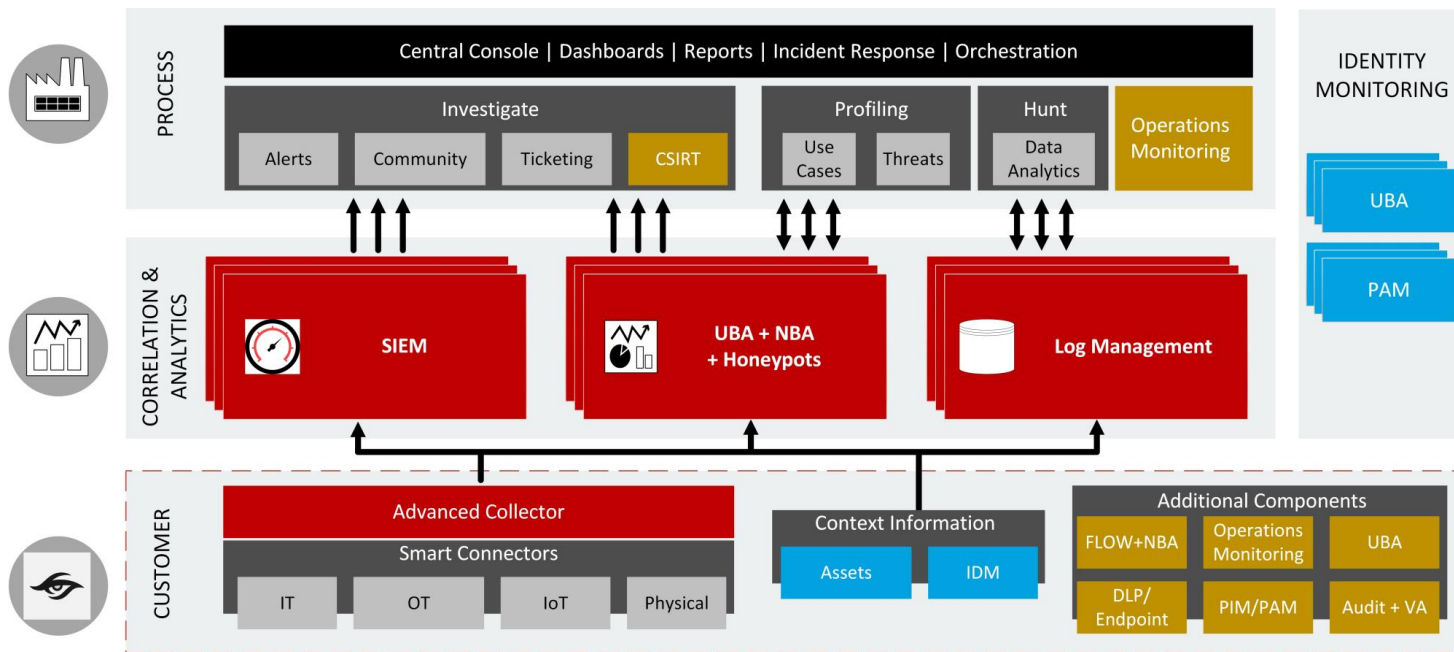 PROCESS
Central Console | Dashboards | Reports | Incident Response | Orchestration
Investigate
Alerts
Community
Ticketing
CSIRT
Profiling
Use
Cases
Threats
Hunt
Data
Analytics
Operations
Monitoring
IDENTITY
MONITORING
UBA
PAM
CORRELATION &
ANALYTICS
SIEM
UBA + NBA
+ Honeypots
Log Management
CUSTOMER
Advanced Collector
Smart Connectors
IT
OT
IoT
Physical
Context Information
Assets
IDM
Additional Components
FLOW+NBA
Operations
Monitoring
UBA
DLP/
Endpoint
PIM/PAM
Audit + VA